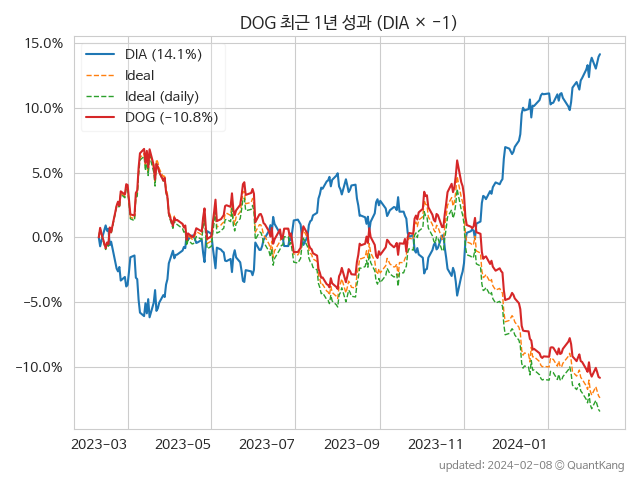 DOG 최근 1년 성과 (DIA × −1)
15.0%
10.0%
5.0%
0.0%
−5.0%
−10.0%
DIA (14.1%)
Ideal
Ideal (daily)
DOG (−10.8%)
2023-03 2023-05 2023-07 2023-09 2023-11 2024-01
updated: 2024-02-08 © QuantKang